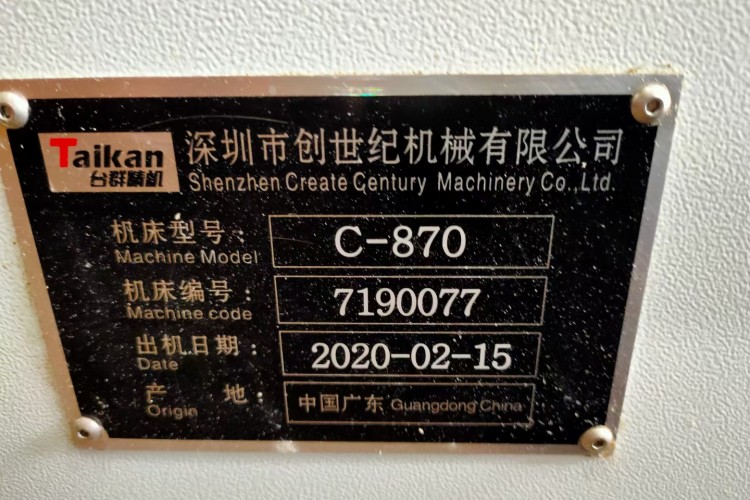 Taikan
台群精机
深圳市创世纪机械有限公司
Shenzhen Create Century Machinery Co.,Ltd.
机床型号：C-870
Machine Model
机床编号：7190077
Machine code
出机日期：2020-02-15
Date
产地：中国广东 Guangdong China
Origin